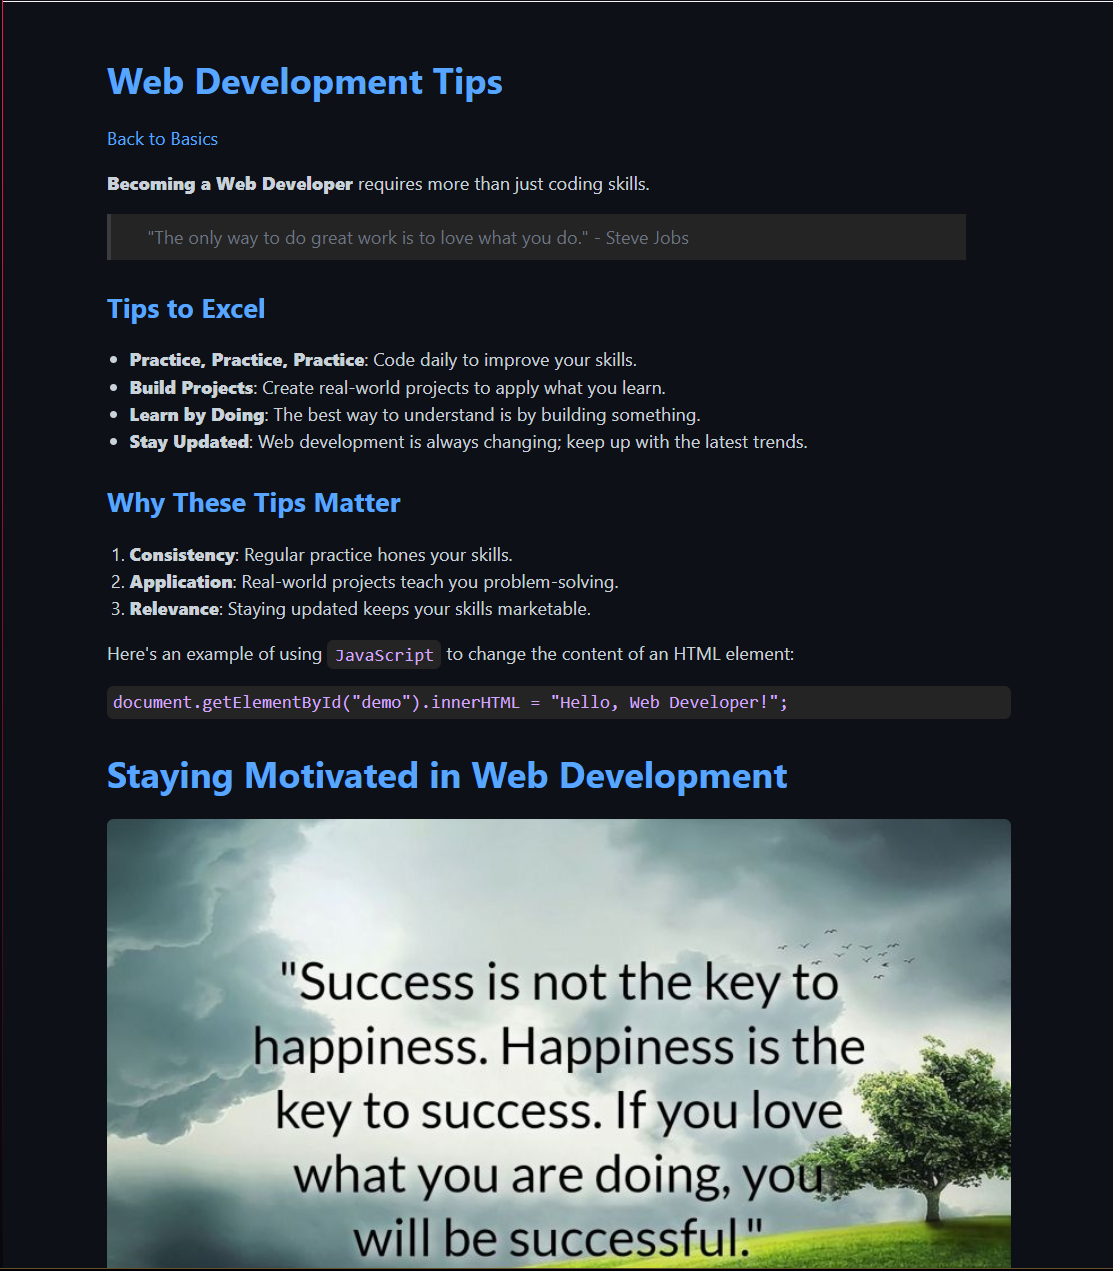 Web Development Tips
Back to Basics
Becoming a Web Developer requires more than just coding skills.
"The only way to do great work is to love what you do." - Steve Jobs
Tips to Excel
• Practice, Practice, Practice: Code daily to improve your skills.
• Build Projects: Create real-world projects to apply what you learn.
• Learn by Doing: The best way to understand is by building something.
• Stay Updated: Web development is always changing; keep up with the latest trends.
Why These Tips Matter
1. Consistency: Regular practice hones your skills.
2. Application: Real-world projects teach you problem-solving.
3. Relevance: Staying updated keeps your skills marketable.
Here's an example of using JavaScript to change the content of an HTML element:
document.getElementById("demo").innerHTML = "Hello, Web Developer!";
Staying Motivated in Web Development
"Success is not the key to
happiness. Happiness is the
key to success. If you love
what you are doing, you
will be successful."